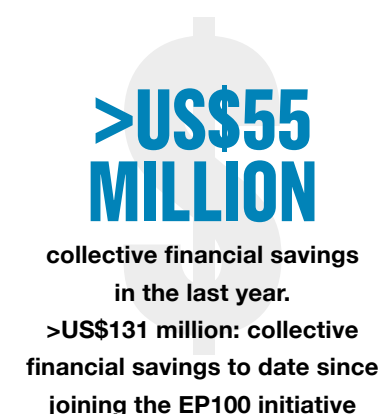 >US$55
MILLION
collective financial savings
in the last year.
>US$131 million: collective
financial savings to date since
joining the EP100 initiative